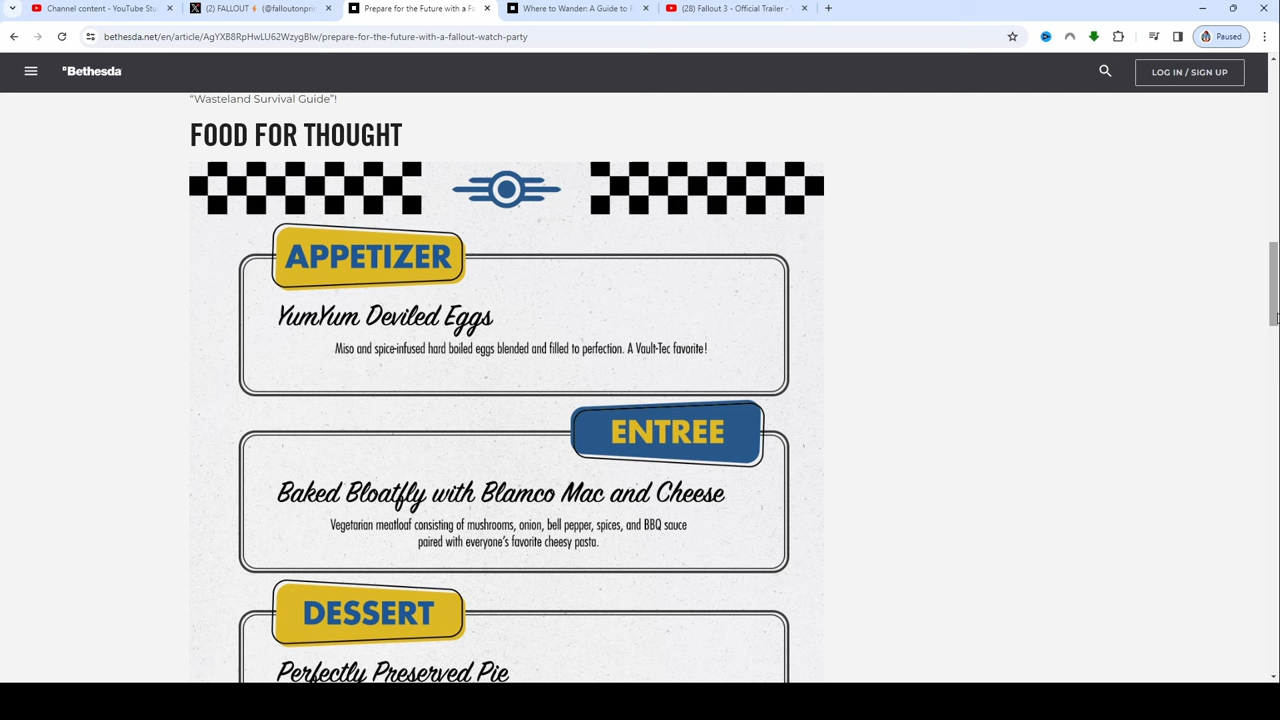 Channel content - YouTube Stu
(2) FALLOUT⚡ (@falloutonprim
Prepare for the Future with a Fa
Where to Wander: A Guide to F
(28) Fallout 3 - Official Trailer - Y
bethesda.net/en/article/AgYXB8RpHwLU62WzygBlw/prepare-for-the-future-with-a-fallout-watch-party
Paused
Bethesda
LOG IN / SIGN UP
“Wasteland Survival Guide”!
FOOD FOR THOUGHT
APPETIZER
YumYum Deviled Eggs
Miso and spice-infused hard boiled eggs blended and filled to perfection. A Vault-Tec favorite!
ENTREE
Baked Bloatfly with Blamco Mac and Cheese
Vegetarian meatloaf consisting of mushrooms, onion, bell pepper, spices, and BBQ sauce
paired with everyone’s favorite cheesy pasta.
DESSERT
Perfectly Preserved Pie